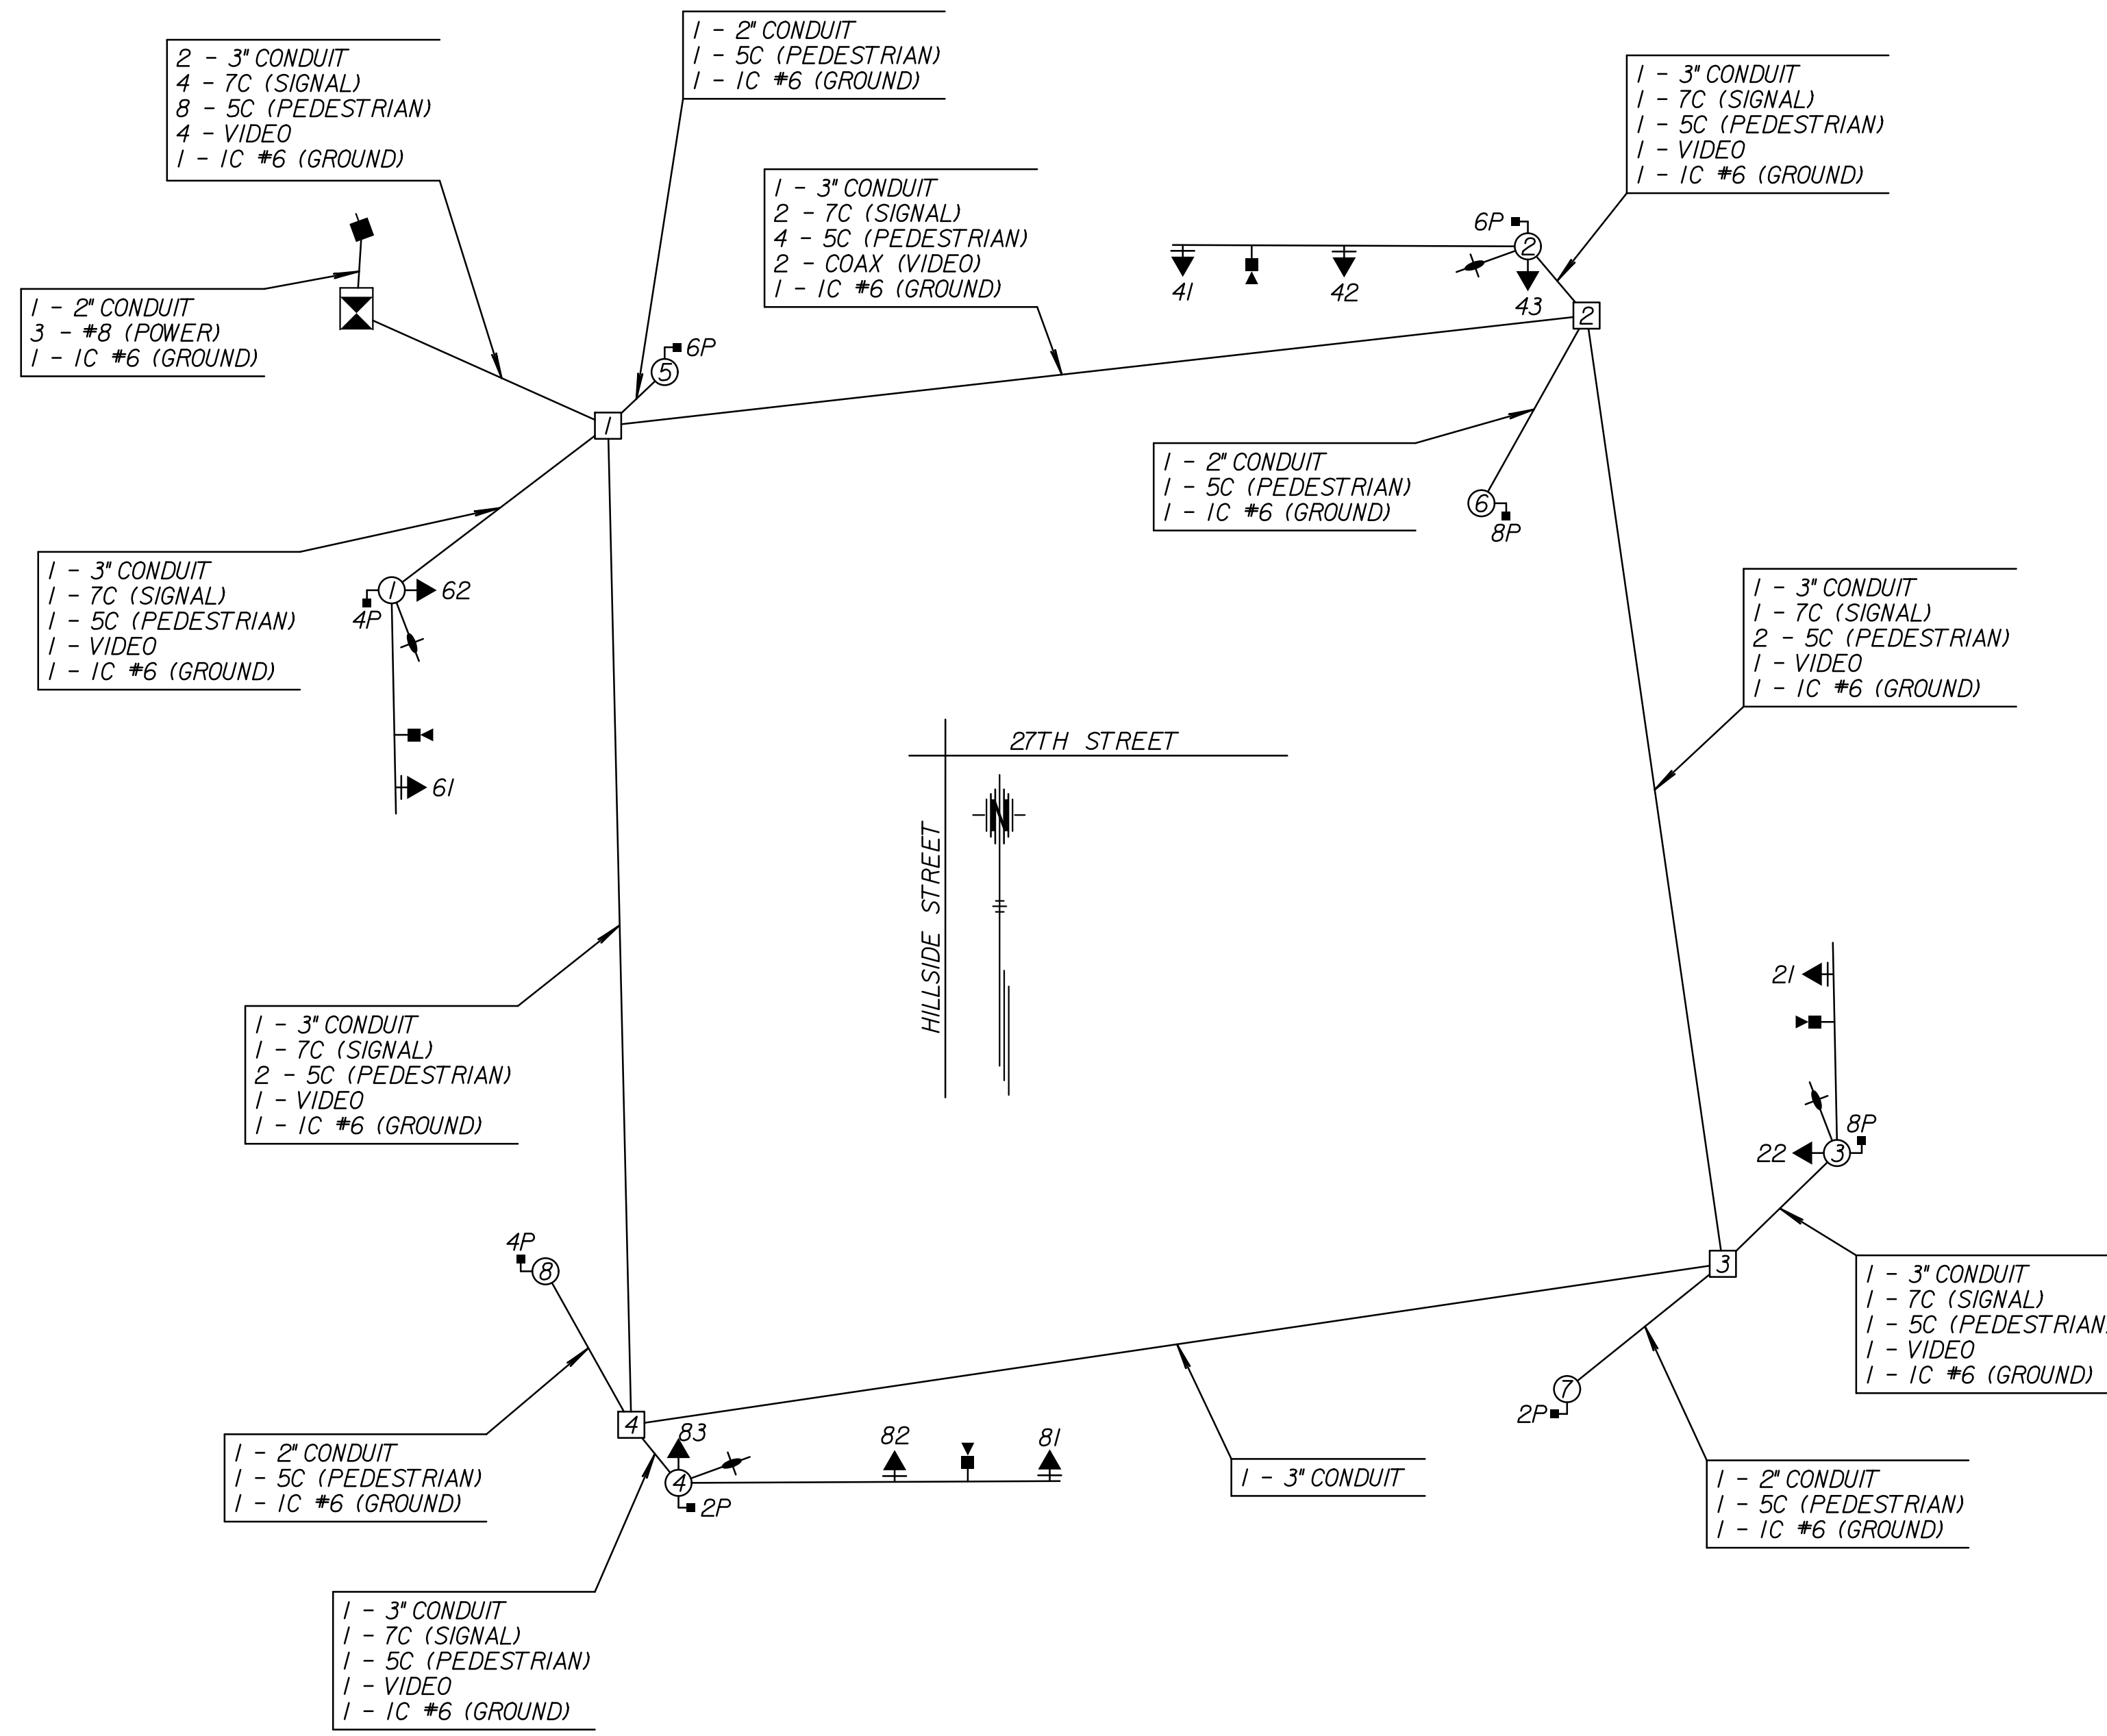 1 - 2" CONDUIT
1 - 5C (PEDESTRIAN)
1 - 1C #6 (GROUND)
2 - 3" CONDUIT
4 - 7C (SIGNAL)
8 - 5C (PEDESTRIAN)
4 - VIDEO
1 - 1C #6 (GROUND)
1 - 3" CONDUIT
1 - 7C (SIGNAL)
1 - 5C (PEDESTRIAN)
1 - VIDEO
1 - 1C #6 (GROUND)
1 - 3" CONDUIT
2 - 7C (SIGNAL)
4 - 5C (PEDESTRIAN)
2 - COAX (VIDEO)
1 - 1C #6 (GROUND)
6P
2
41
42
43
2
1 - 2" CONDUIT
3 - #8 (POWER)
1 - 1C #6 (GROUND)
6P
5
1
1 - 2" CONDUIT
1 - 5C (PEDESTRIAN)
1 - 1C #6 (GROUND)
6
8P
1 - 3" CONDUIT
1 - 7C (SIGNAL)
1 - 5C (PEDESTRIAN)
1 - VIDEO
1 - 1C #6 (GROUND)
1
62
4P
61
1 - 3" CONDUIT
1 - 7C (SIGNAL)
2 - 5C (PEDESTRIAN)
1 - VIDEO
1 - 1C #6 (GROUND)
27TH STREET
HILLSIDE STREET
N
21
8P
22
3
1 - 3" CONDUIT
1 - 7C (SIGNAL)
2 - 5C (PEDESTRIAN)
1 - VIDEO
1 - 1C #6 (GROUND)
4P
8
3
1 - 3" CONDUIT
1 - 7C (SIGNAL)
1 - 5C (PEDESTRIAN
1 - VIDEO
1 - 1C #6 (GROUND)
7
2P
4
83
82
81
4
2P
1 - 2" CONDUIT
1 - 5C (PEDESTRIAN)
1 - 1C #6 (GROUND)
1 - 3" CONDUIT
1 - 2" CONDUIT
1 - 5C (PEDESTRIAN)
1 - 1C #6 (GROUND)
1 - 3" CONDUIT
1 - 7C (SIGNAL)
1 - 5C (PEDESTRIAN)
1 - VIDEO
1 - 1C #6 (GROUND)